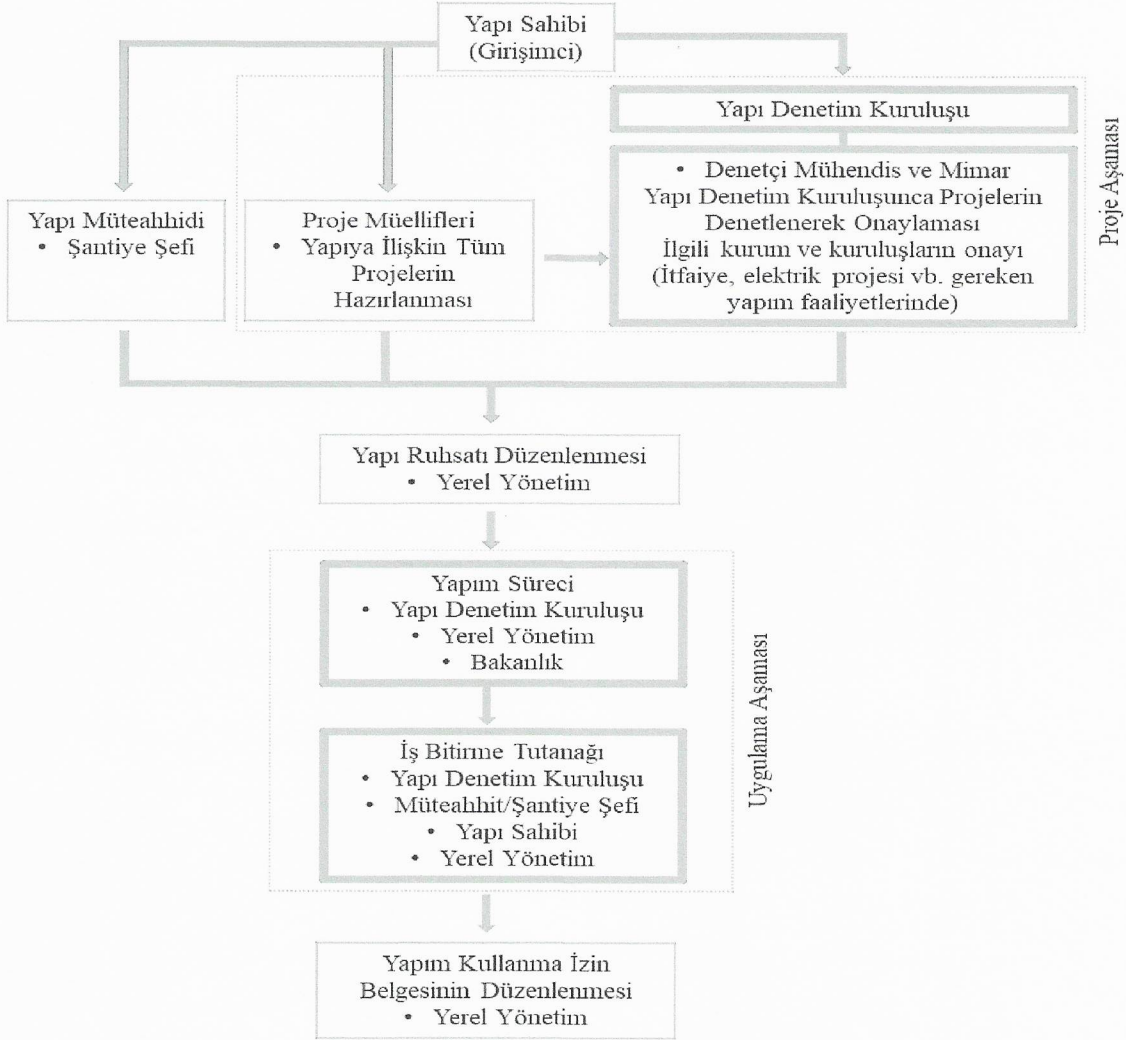 Yapı Sahibi
(Girişimci)
Yapı Denetim Kuruluşu
• Denetçi Mühendis ve Mimar
Yapı Denetim Kuruluşunca Projelerin
Denetlenerek Onaylaması
İlgili kurum ve kuruluşların onayı
(İtfaiye, elektrik projesi vb. gereken
yapım faaliyetlerinde)
Proje Aşaması
Yapı Müteahhidi
• Şantiye Şefi
Proje Müellifleri
• Yapıya İlişkin Tüm
Projelerin
Hazırlanması
Yapı Ruhsatı Düzenlenmesi
• Yerel Yönetim
Yapım Süreci
• Yapı Denetim Kuruluşu
• Yerel Yönetim
• Bakanlık
İş Bitirme Tutanağı
• Yapı Denetim Kuruluşu
• Müteahhit/Şantiye Şefi
• Yapı Sahibi
• Yerel Yönetim
Uygulama Aşaması
Yapım Kullanma İzin
Belgesinin Düzenlenmesi
• Yerel Yönetim